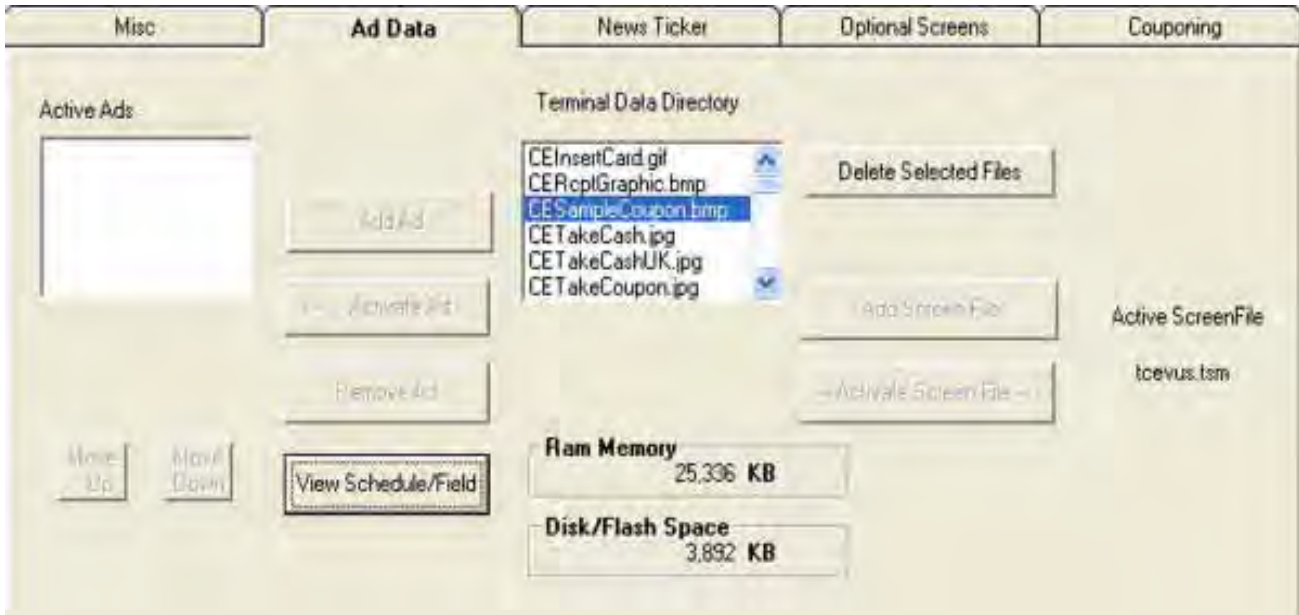 Misc
Ad Data
News Ticker
Optional Screens
Couponing
Active Ads
Terminal Data Directory
CEInsertCard.gif
CERcptGraphic.bmp
CESampleCoupon.bmp
CETakeCash.jpg
CETakeCashUK.jpg
CETakeCoupon.jpg
Delete Selected Files
Add Ad
Activate Ad
Add Screen File
Active ScreenFile
tcevus.tsm
Remove Ad
Activate Screen File
Move Up
Move Down
View Schedule/Field
Ram Memory
25,336 KB
Disk/Flash Space
3,892 KB